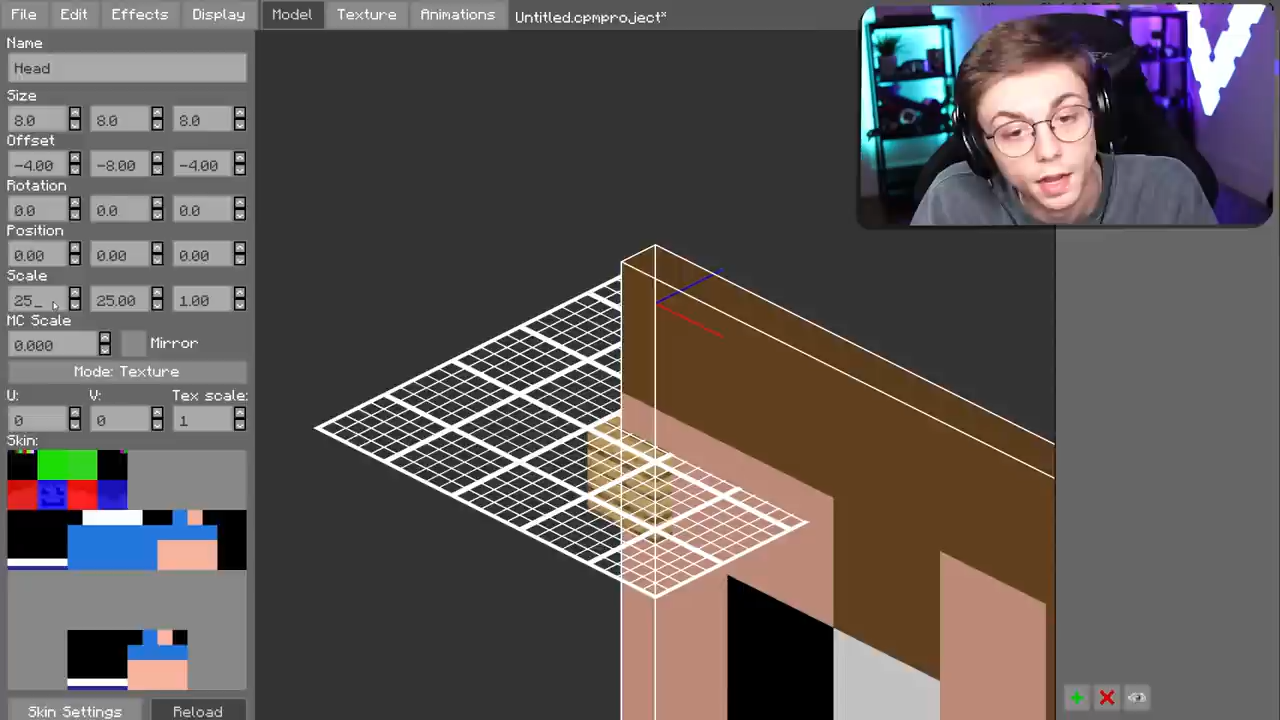 File Edit Effects Display Model Texture Animations Untitled.cpmproject*
Name
Head
Size
8.0 8.0 8.0
Offset
-4.00 -8.00 -4.00
Rotation
0.0 0.0 0.0
Position
0.00 0.00 0.00
Scale
25_ 25.00 1.00
MC Scale
0.000 Mirror
Mode: Texture
U: V: Tex scale:
0 0 1
Skin:
Skin Settings Reload